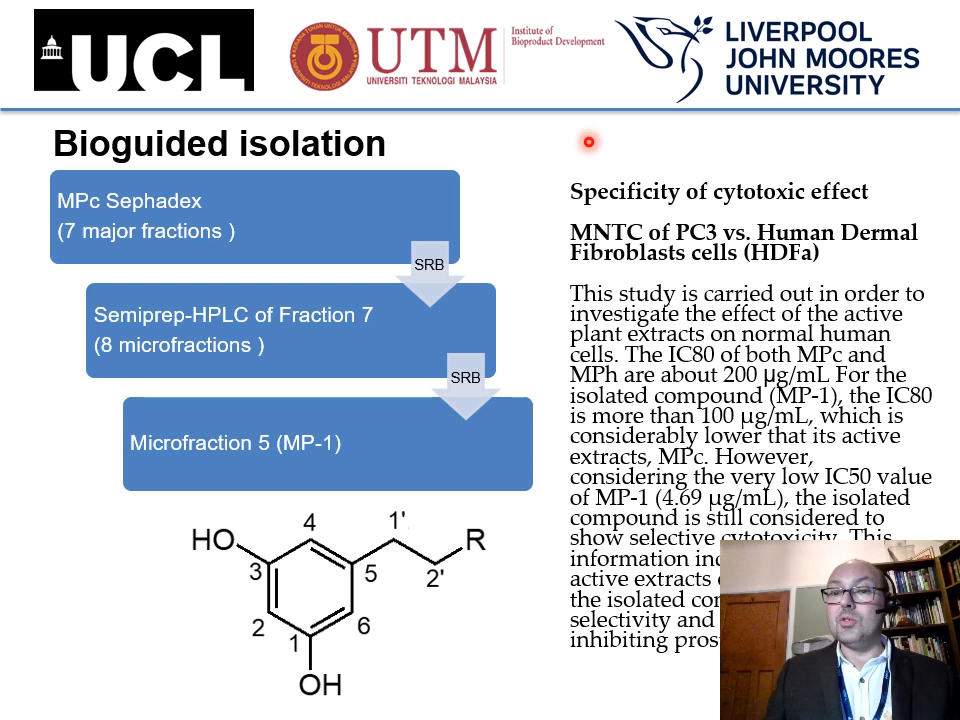 UCL
UTM
UNIVERSITI TEKNOLOGI MALAYSIA
Institute of
Bioproduct Development
LIVERPOOL
JOHN MOORES
UNIVERSITY
Bioguided isolation
MPc Sephadex
(7 major fractions )
SRB
Semiprep-HPLC of Fraction 7
(8 microfractions )
SRB
Microfraction 5 (MP-1)
HO
4
1'
R
3
5
2'
2
6
1
OH
Specificity of cytotoxic effect
MNTC of PC3 vs. Human Dermal
Fibroblasts cells (HDFa)
This study is carried out in order to
investigate the effect of the active
plant extracts on normal human
cells. The IC80 of both MPc and
MPh are about 200 µg/mL For the
isolated compound (MP-1), the IC80
is more than 100 µg/mL, which is
considerably lower that its active
extracts, MPc. However,
considering the very low IC50 value
of MP-1 (4.69 µg/mL), the isolated
compound is still considered to
show selective cytotoxicity. This
information
active extracts
the isolated
selectivity and
inhibiting